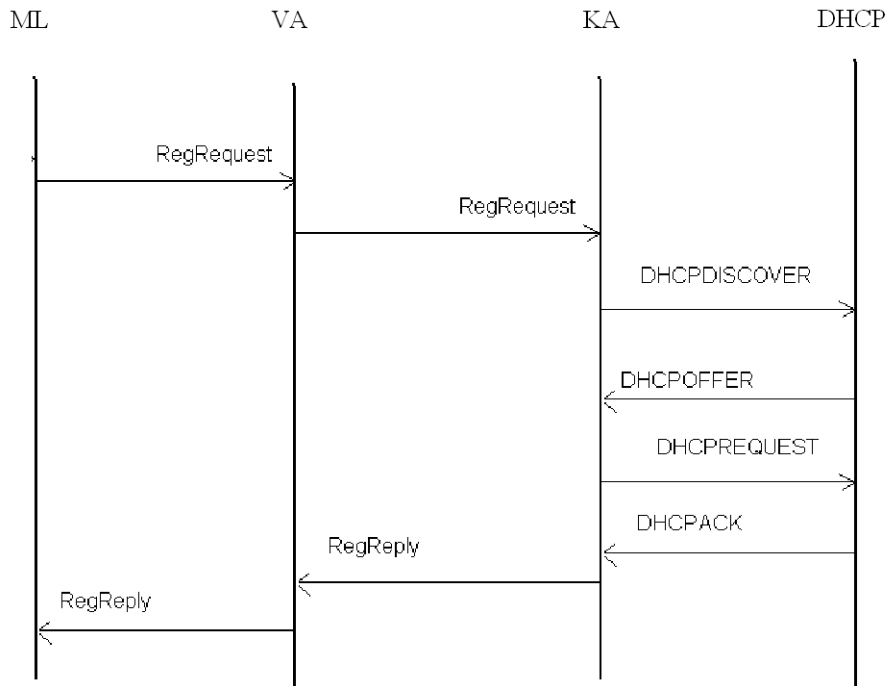 ML VA KA DHCP
RegRequest
RegRequest
DHCPDISCOVER
DHCPOFFER
DHCPREQUEST
DHCPACK
RegReply
RegReply